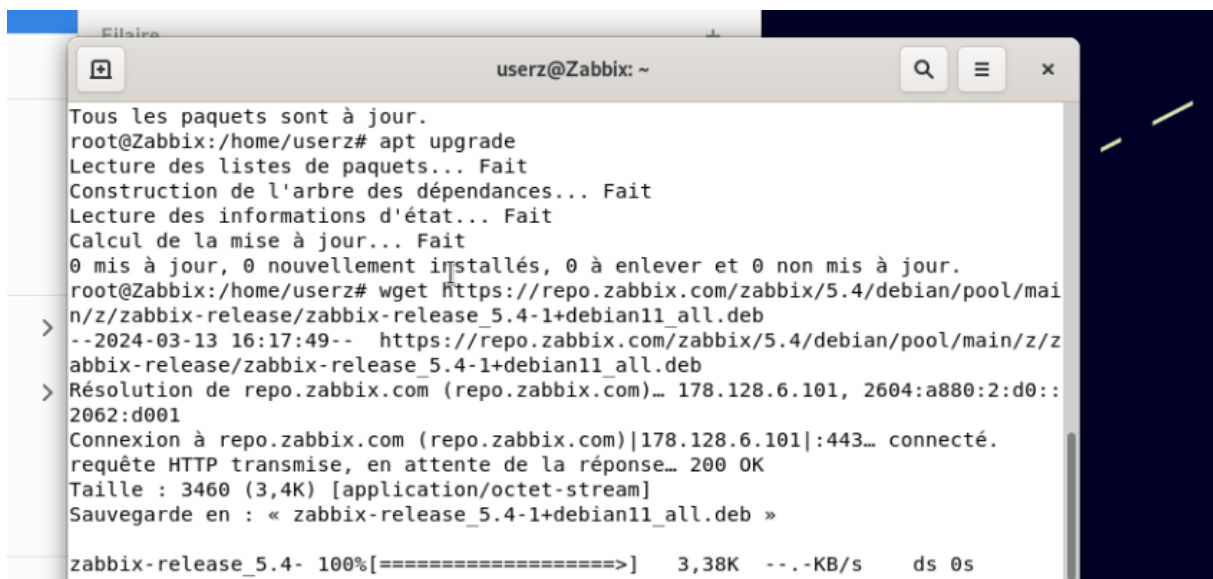 Filaire
userz@Zabbix: ~
Tous les paquets sont à jour.
root@Zabbix:/home/userz# apt upgrade
Lecture des listes de paquets... Fait
Construction de l'arbre des dépendances... Fait
Lecture des informations d'état... Fait
Calcul de la mise à jour... Fait
0 mis à jour, 0 nouvellement installés, 0 à enlever et 0 non mis à jour.
root@Zabbix:/home/userz# wget https://repo.zabbix.com/zabbix/5.4/debian/pool/mai
n/z/zabbix-release/zabbix-release_5.4-1+debian11_all.deb
--2024-03-13 16:17:49--  https://repo.zabbix.com/zabbix/5.4/debian/pool/main/z/z
abbix-release/zabbix-release_5.4-1+debian11_all.deb
Résolution de repo.zabbix.com (repo.zabbix.com)… 178.128.6.101, 2604:a880:2:d0::
2062:d001
Connexion à repo.zabbix.com (repo.zabbix.com)|178.128.6.101|:443… connecté.
requête HTTP transmise, en attente de la réponse… 200 OK
Taille : 3460 (3,4K) [application/octet-stream]
Sauvegarde en : « zabbix-release_5.4-1+debian11_all.deb »
zabbix-release_5.4- 100%[===================>]   3,38K  --.-KB/s    ds 0s